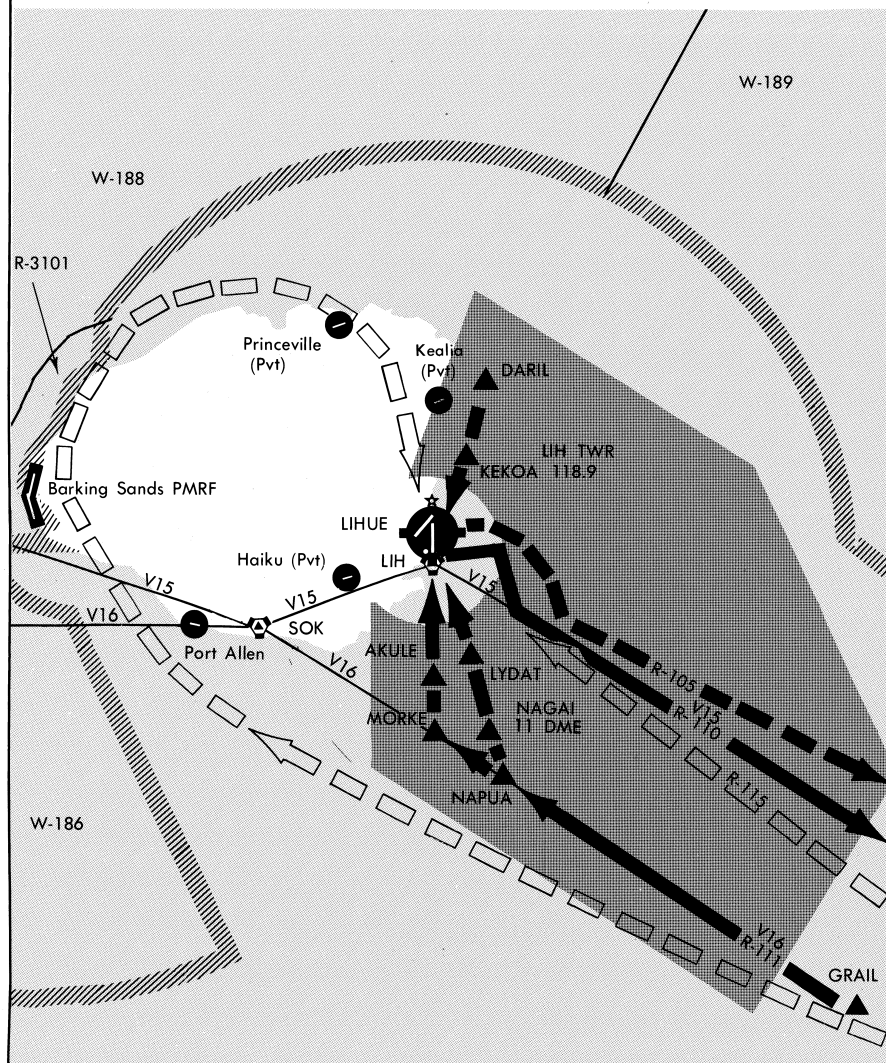 W-189
W-188
R-3101
Princeville
(Pvt)
Kealia
(Pvt)
DARIL
LIH TWR
118.9
KEKOA
Barking Sands PMRF
LIHUE
Haiku (Pvt)
LIH
V15
V15
V15
V16
SOK
Port Allen
V16
AKULE
LYDAT
R-105
V15
R-110
NAGAI
11 DME
MORKE
R-115
NAPUA
W-186
V16
R-111
GRAIL